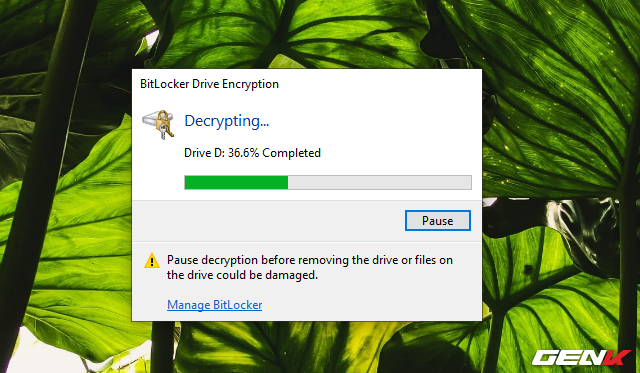 BitLocker Drive Encryption
Decrypting...
Drive D: 36.6% Completed
Pause
Pause decryption before removing the drive or files on
the drive could be damaged.
Manage BitLocker
GENK